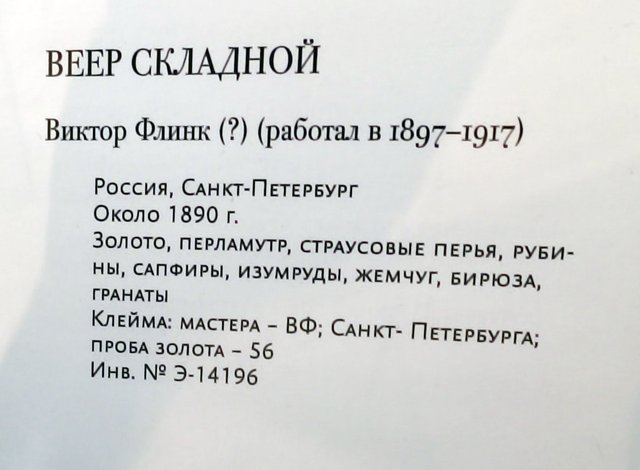 ВЕЕР СКЛАДНОЙ
Виктор Флинк (?) (работал в 1897–1917)
Россия, Санкт-Петербург
Около 1890 г.
Золото, перламутр, страусовые перья, руби-
ны, сапфиры, изумруды, жемчуг, бирюза,
гранаты
Клейма: мастера – ВФ; Санкт- Петербурга;
проба золота – 56
Инв. № Э-14196